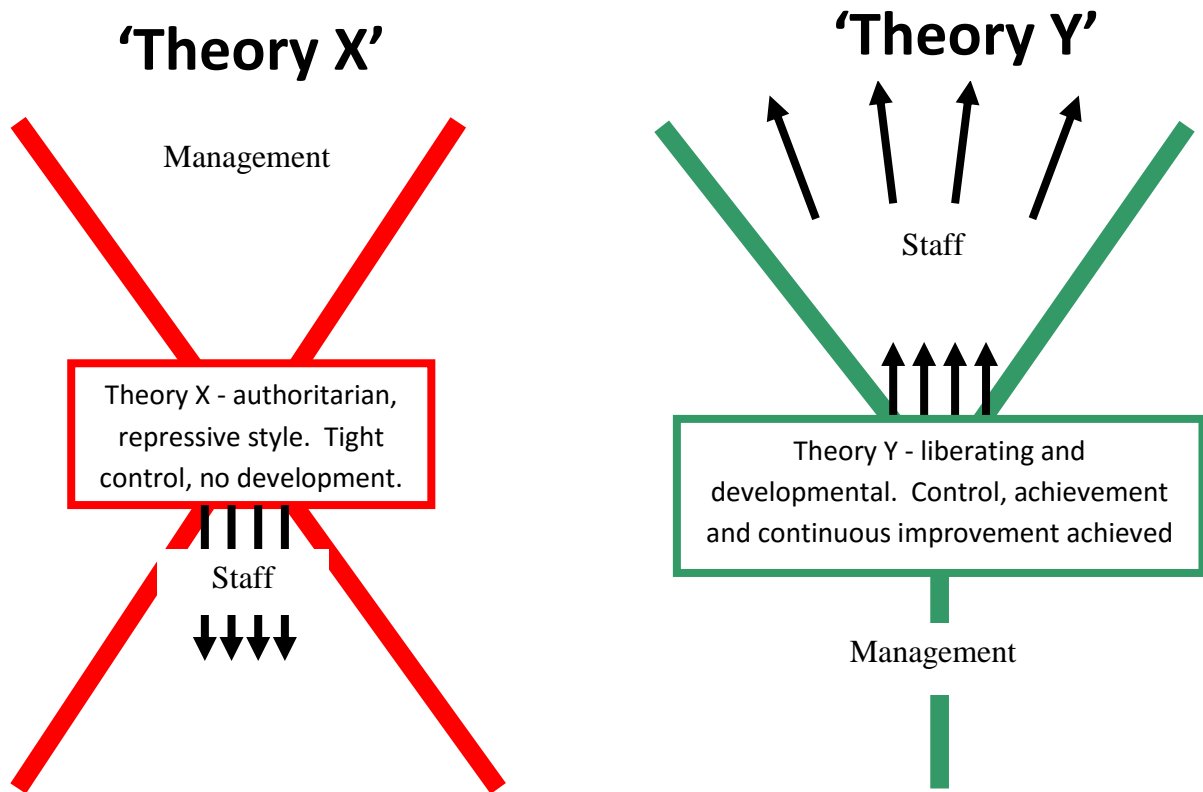 ‘Theory X’
Management
Theory X - authoritarian,
repressive style.  Tight
control, no development.
Staff
‘Theory Y’
Staff
Theory Y - liberating and
developmental.  Control, achievement
and continuous improvement achieved
Management